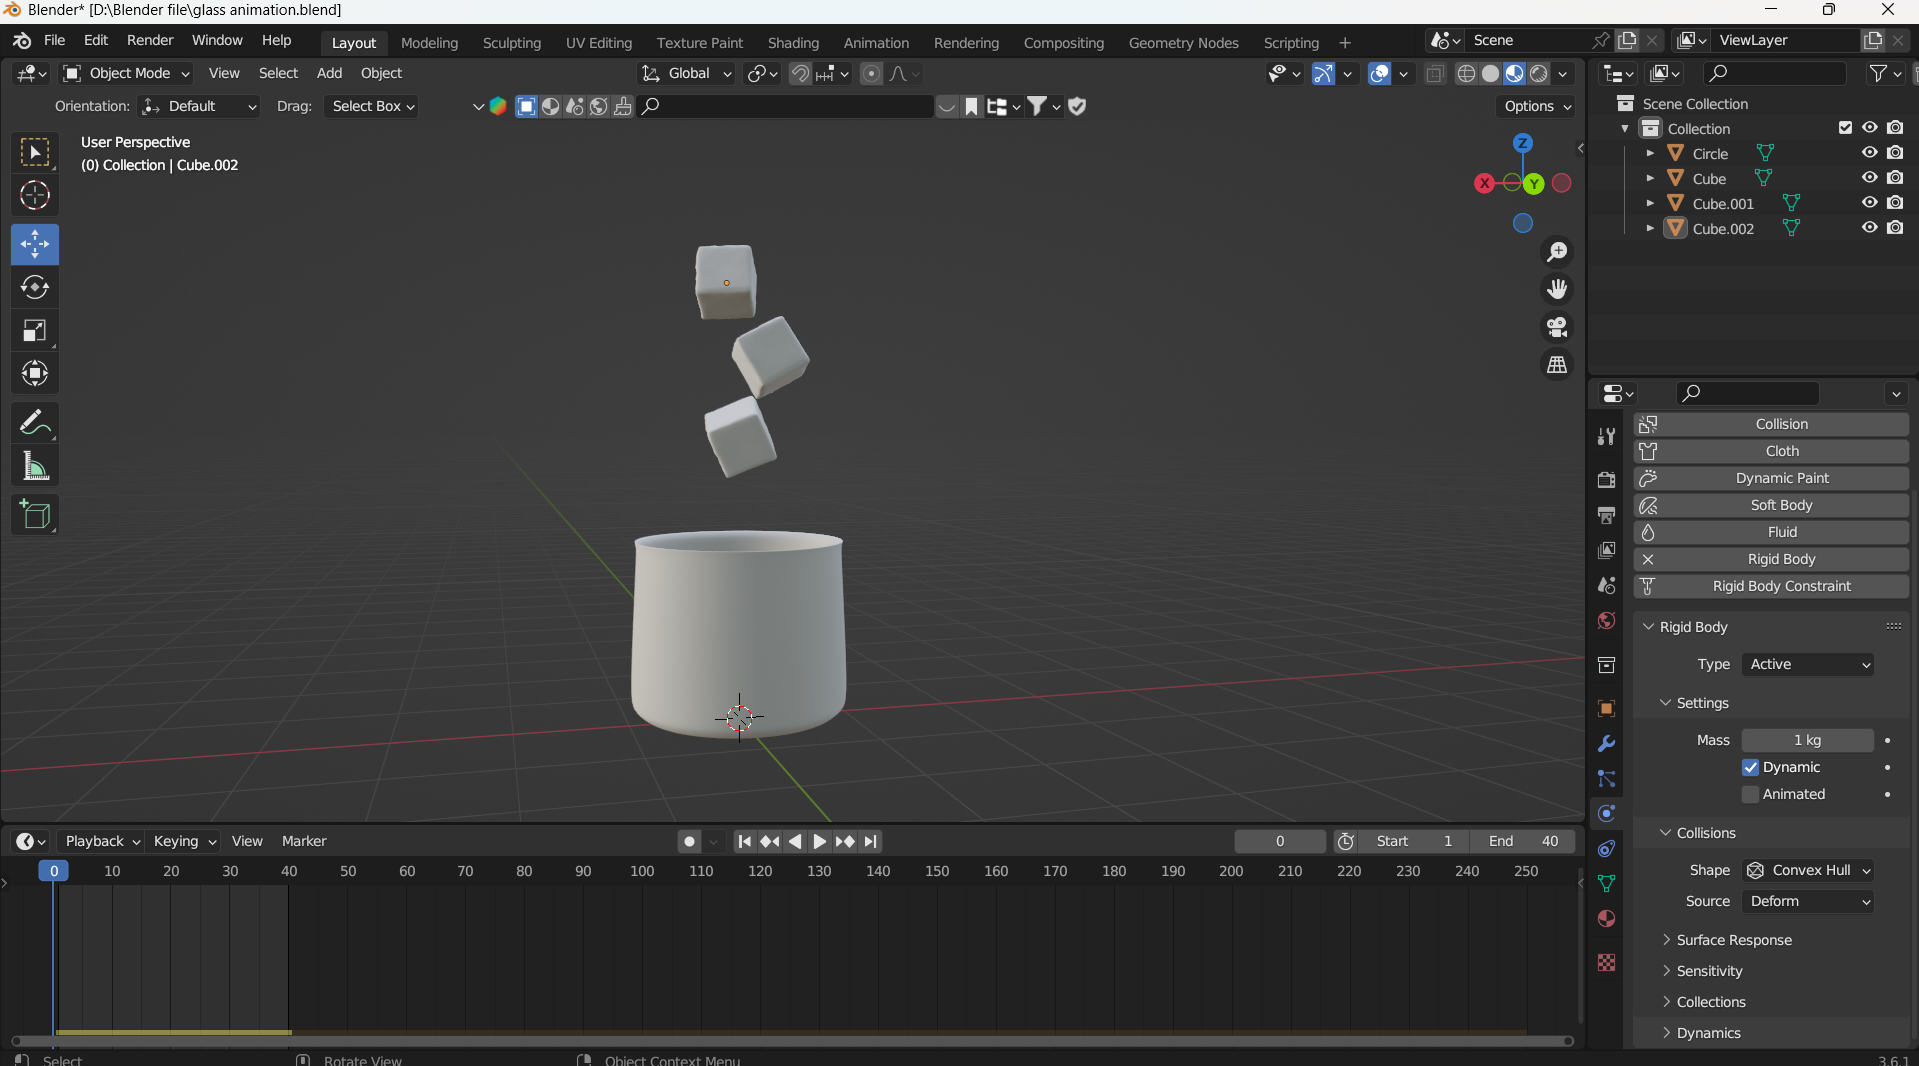 Blender* [D:\Blender file\glass animation.blend]
File Edit Render Window Help Layout Modeling Sculpting UV Editing Texture Paint Shading Animation Rendering Compositing Geometry Nodes Scripting + Scene ViewLayer
Object Mode View Select Add Object Global
Orientation: Default Drag: Select Box Options
User Perspective
(0) Collection | Cube.002
Z
X Y
Scene Collection
Collection
Circle
Cube
Cube.001
Cube.002
Collision
Cloth
Dynamic Paint
Soft Body
Fluid
Rigid Body
Rigid Body Constraint
Rigid Body
Type Active
Settings
Mass 1 kg
Dynamic
Animated
Collisions
Shape Convex Hull
Source Deform
Surface Response
Sensitivity
Collections
Dynamics
Playback Keying View Marker 0 Start 1 End 40
0 10 20 30 40 50 60 70 80 90 100 110 120 130 140 150 160 170 180 190 200 210 220 230 240 250
Select Rotate View Object Context Menu 3.6.1